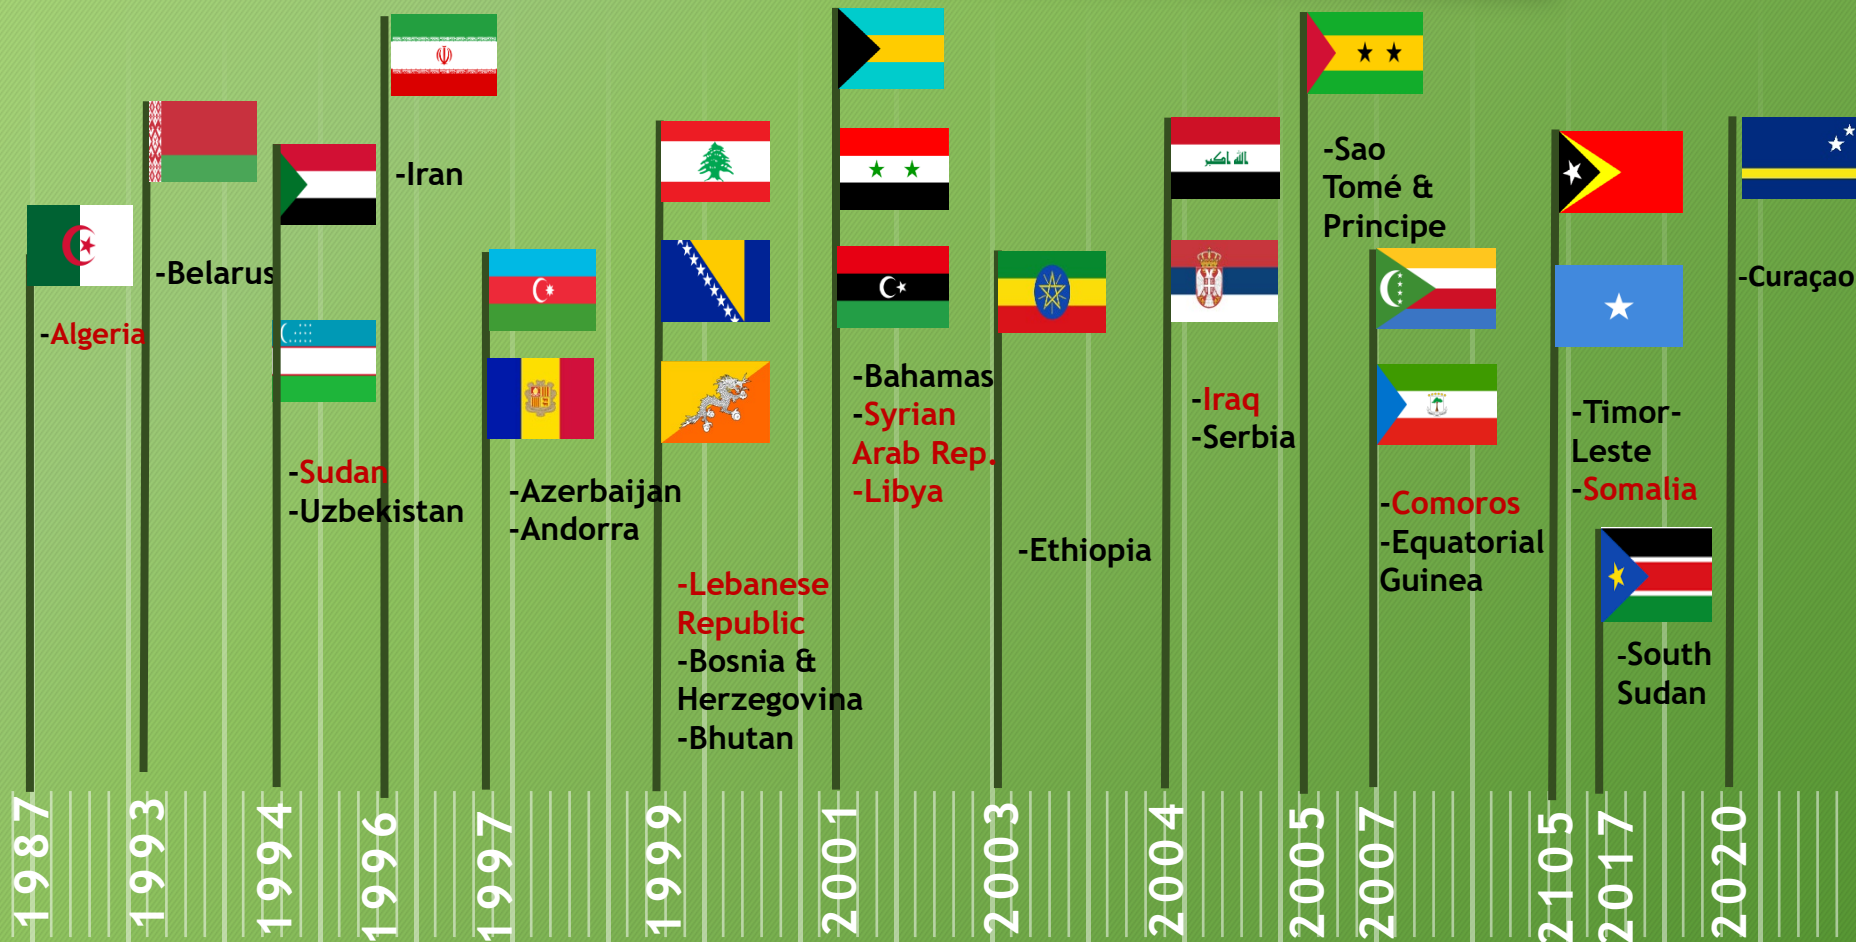 -Algeria
-Belarus
-Sudan
-Uzbekistan
-Iran
-Azerbaijan
-Andorra
-Lebanese
Republic
-Bosnia &
Herzegovina
-Bhutan
-Bahamas
-Syrian
Arab Rep.
-Libya
-Ethiopia
الله اكبر
-Iraq
-Serbia
-Sao
Tomé &
Principe
-Comoros
-Equatorial
Guinea
-Timor-
Leste
-Somalia
-South
Sudan
-Curaçao
1987
1993
1994
1996
1997
1999
2001
2003
2004
2005
2007
2105
2017
2020